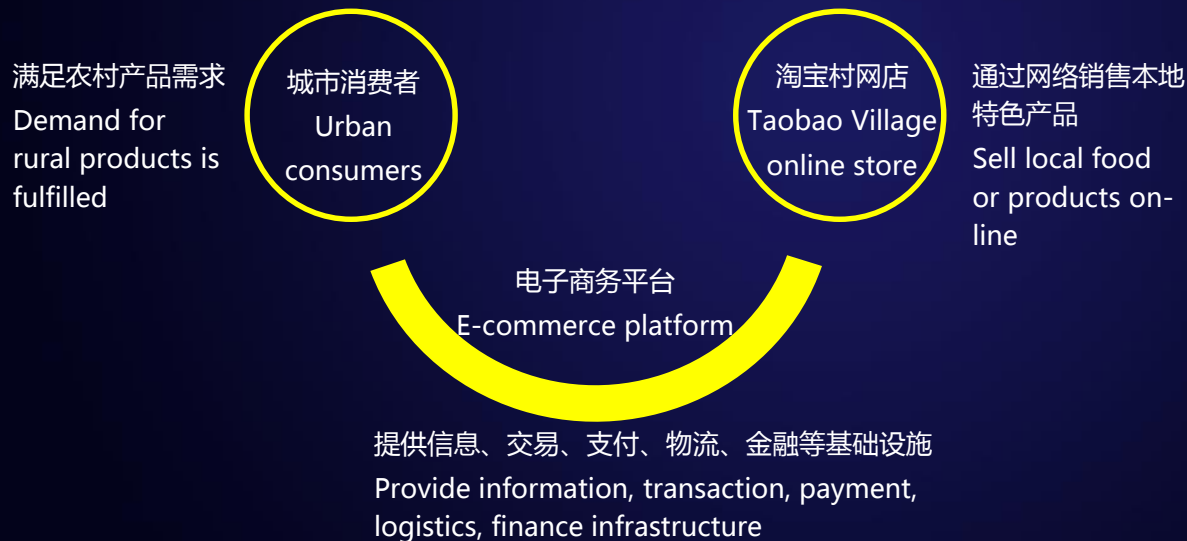 满足农村产品需求
Demand for
rural products is
fulfilled
城市消费者
Urban
consumers
淘宝村网店
Taobao Village
online store
通过网络销售本地
特色产品
Sell local food
or products on-
line
电子商务平台
E-commerce platform
提供信息、交易、支付、物流、金融等基础设施
Provide information, transaction, payment,
logistics, finance infrastructure